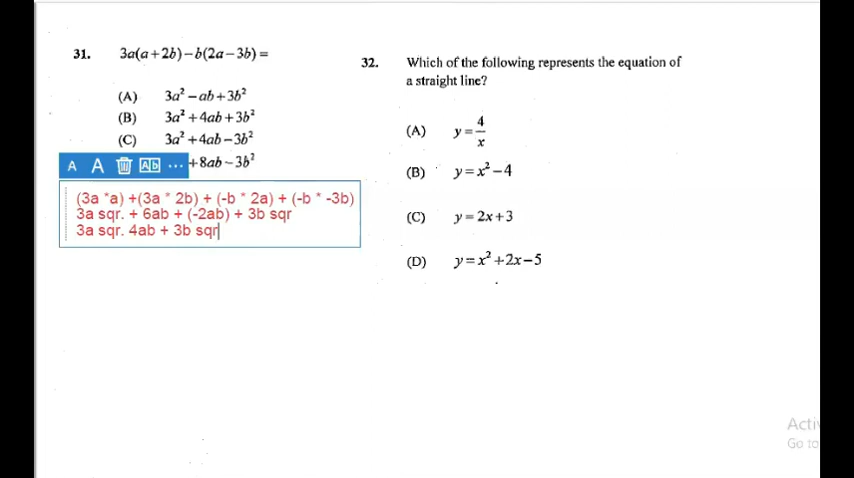 31. 3a(a+2b)−b(2a−3b)=
(A) 3a²−ab+3b²
(B) 3a²+4ab+3b²
(C) 3a²+4ab−3b²
A A Ab ... +8ab−3b²
(3a *a) +(3a * 2b) + (-b * 2a) + (-b * -3b)
3a sqr. + 6ab + (-2ab) + 3b sqr
3a sqr. 4ab + 3b sqr
32. Which of the following represents the equation of
a straight line?
(A) y=4/x
(B) y=x²−4
(C) y=2x+3
(D) y=x²+2x−5
Go to